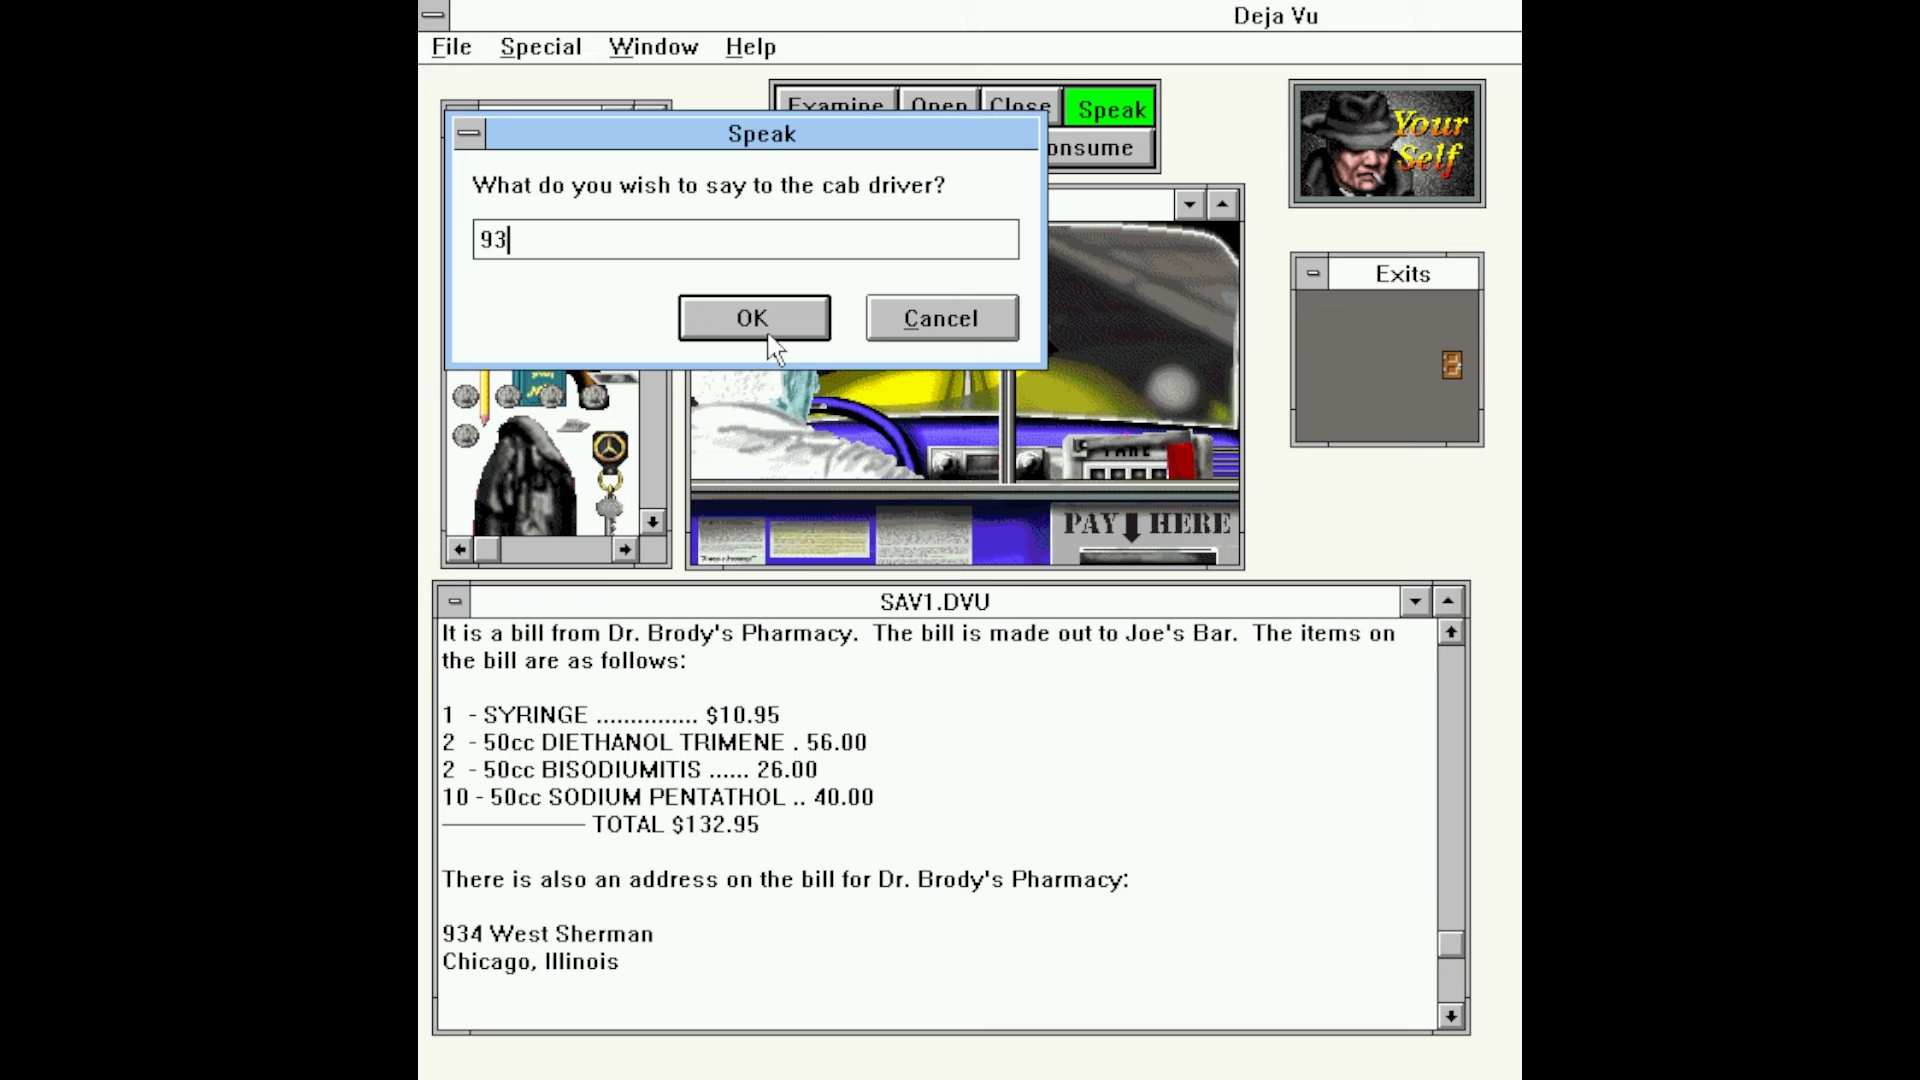 Deja Vu
File Special Window Help
Examine Open Close Speak
onsume
Your
Self
Speak
What do you wish to say to the cab driver?
93
OK Cancel
Exits
PAY HERE
SAV1.DVU
It is a bill from Dr. Brody's Pharmacy. The bill is made out to Joe's Bar. The items on
the bill are as follows:
1 - SYRINGE ............... $10.95
2 - 50cc DIETHANOL TRIMENE . 56.00
2 - 50cc BISODIUMITIS ...... 26.00
10 - 50cc SODIUM PENTATHOL .. 40.00
TOTAL $132.95
There is also an address on the bill for Dr. Brody's Pharmacy:
934 West Sherman
Chicago, Illinois